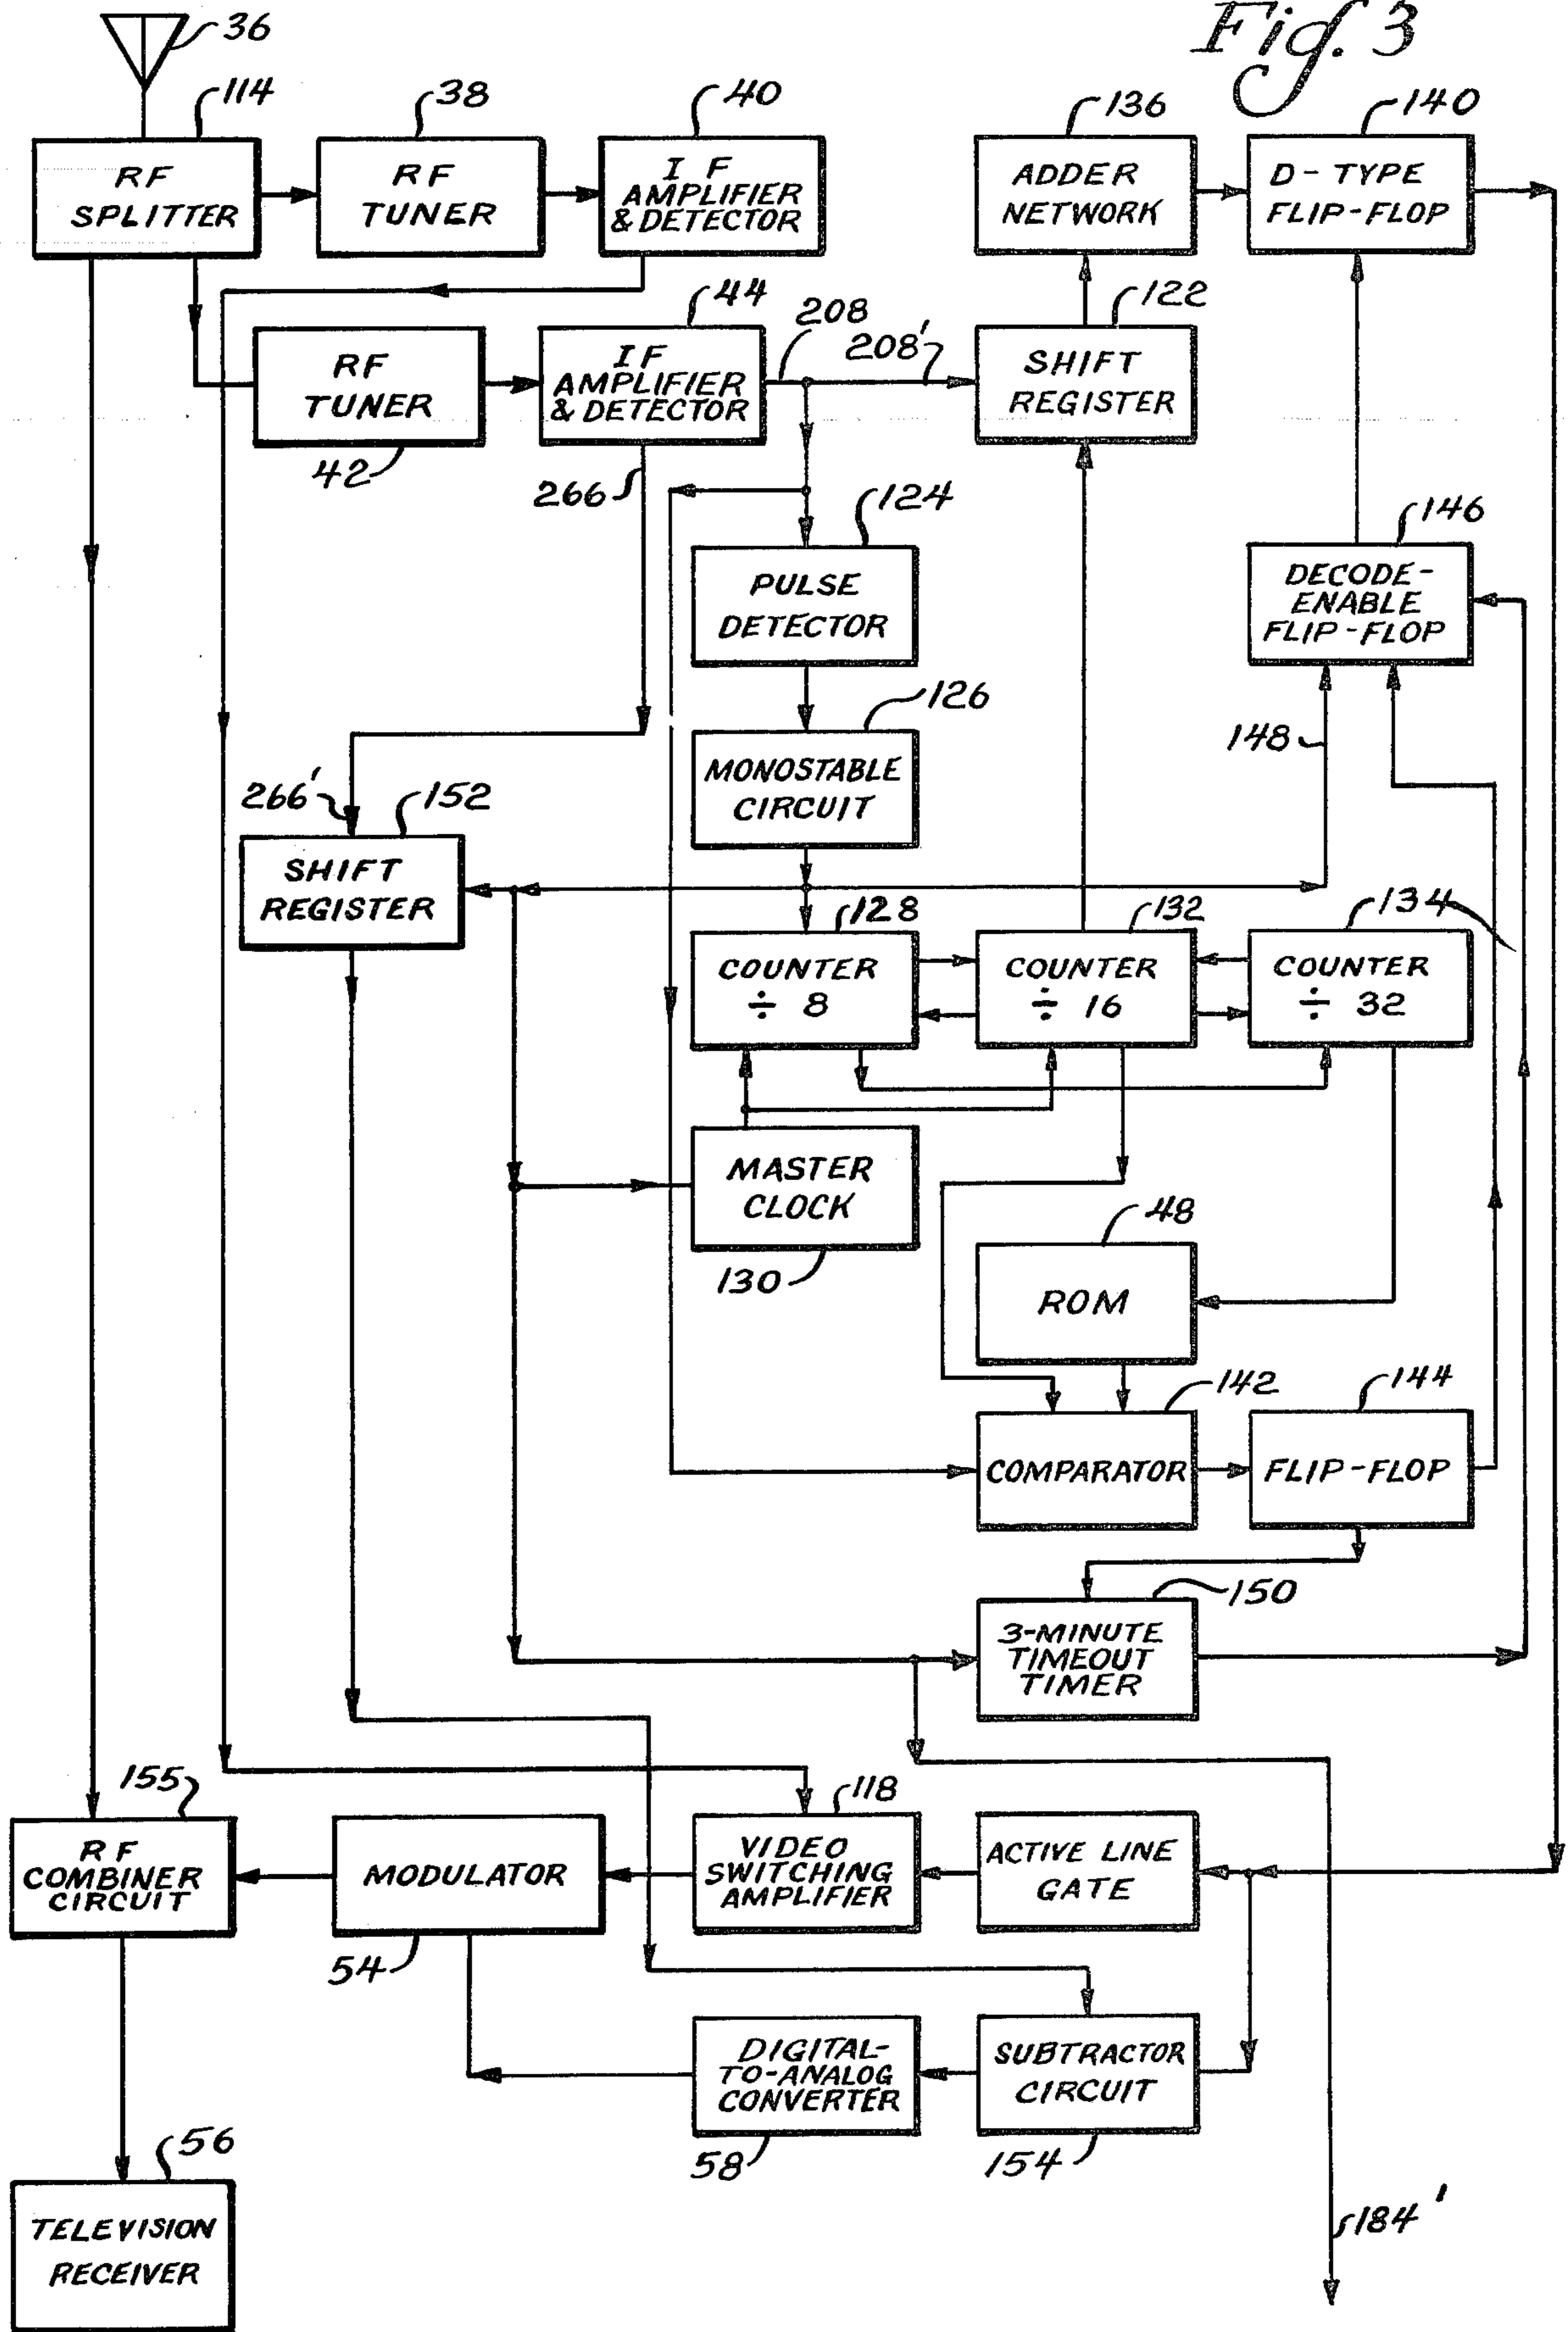 Fig. 3
36
114
RF
SPLITTER
38
RF
TUNER
40
IF
AMPLIFIER
& DETECTOR
136
ADDER
NETWORK
140
D-TYPE
FLIP-FLOP
42
RF
TUNER
44
IF
AMPLIFIER
& DETECTOR
208
208'
122
SHIFT
REGISTER
266
124
PULSE
DETECTOR
146
DECODE-
ENABLE
FLIP-FLOP
126
MONOSTABLE
CIRCUIT
148
266'
152
SHIFT
REGISTER
128
COUNTER
÷ 8
132
COUNTER
÷ 16
134
COUNTER
÷ 32
MASTER
CLOCK
130
48
ROM
142
COMPARATOR
144
FLIP-FLOP
150
3-MINUTE
TIMEOUT
TIMER
155
RF
COMBINER
CIRCUIT
MODULATOR
54
118
VIDEO
SWITCHING
AMPLIFIER
ACTIVE LINE
GATE
DIGITAL-
TO-ANALOG
CONVERTER
58
SUBTRACTOR
CIRCUIT
154
56
TELEVISION
RECEIVER
184'